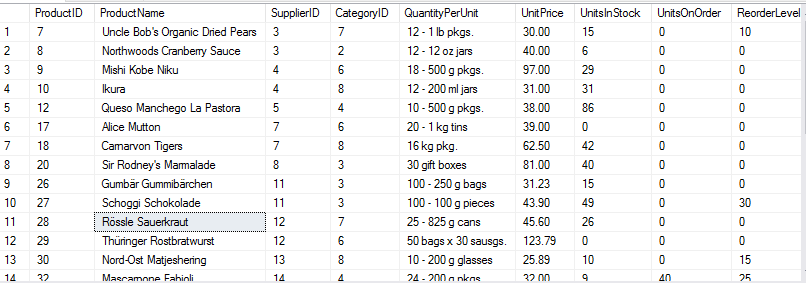 ProductID ProductName SupplierID CategoryID QuantityPerUnit UnitPrice UnitsInStock UnitsOnOrder ReorderLevel
1 7 Uncle Bob's Organic Dried Pears 3 7 12 - 1 lb pkgs. 30.00 15 0 10
2 8 Northwoods Cranberry Sauce 3 2 12 - 12 oz jars 40.00 6 0 0
3 9 Mishi Kobe Niku 4 6 18 - 500 g pkgs. 97.00 29 0 0
4 10 Ikura 4 8 12 - 200 ml jars 31.00 31 0 0
5 12 Queso Manchego La Pastora 5 4 10 - 500 g pkgs. 38.00 86 0 0
6 17 Alice Mutton 7 6 20 - 1 kg tins 39.00 0 0 0
7 18 Carnarvon Tigers 7 8 16 kg pkg. 62.50 42 0 0
8 20 Sir Rodney's Marmalade 8 3 30 gift boxes 81.00 40 0 0
9 26 Gumbär Gummibärchen 11 3 100 - 250 g bags 31.23 15 0 0
10 27 Schoggi Schokolade 11 3 100 - 100 g pieces 43.90 49 0 30
11 28 Rössle Sauerkraut 12 7 25 - 825 g cans 45.60 26 0 0
12 29 Thüringer Rostbratwurst 12 6 50 bags x 30 sausgs. 123.79 0 0 0
13 30 Nord-Ost Matjeshering 13 8 10 - 200 g glasses 25.89 10 0 15
14 32 Mascarpone Fabioli 14 4 24 - 200 g pkgs. 32.00 9 40 25